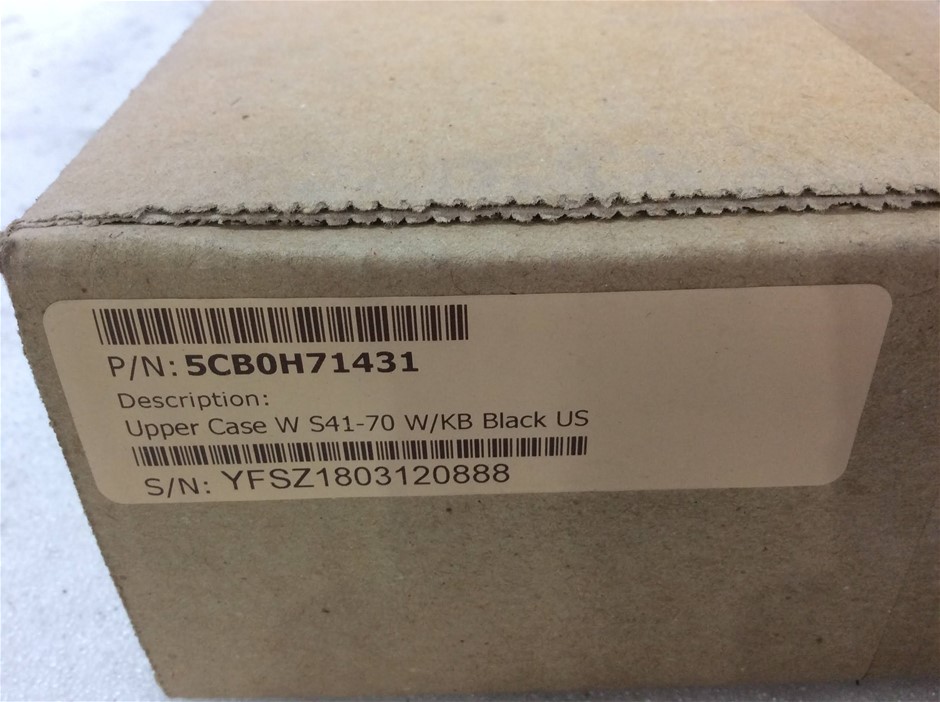 P/N: 5CB0H71431
Description:
Upper Case W S41-70 W/KB Black US
S/N: YFSZ1803120888